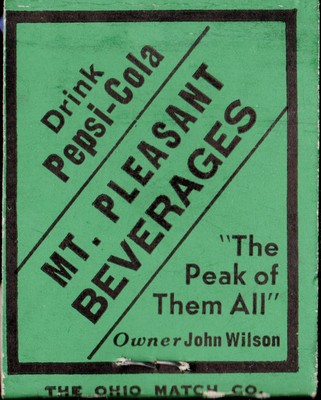 Drink
Pepsi-Cola
MT. PLEASANT
BEVERAGES
"The
Peak of
Them All"
Owner John Wilson
THE OHIO MATCH CO.